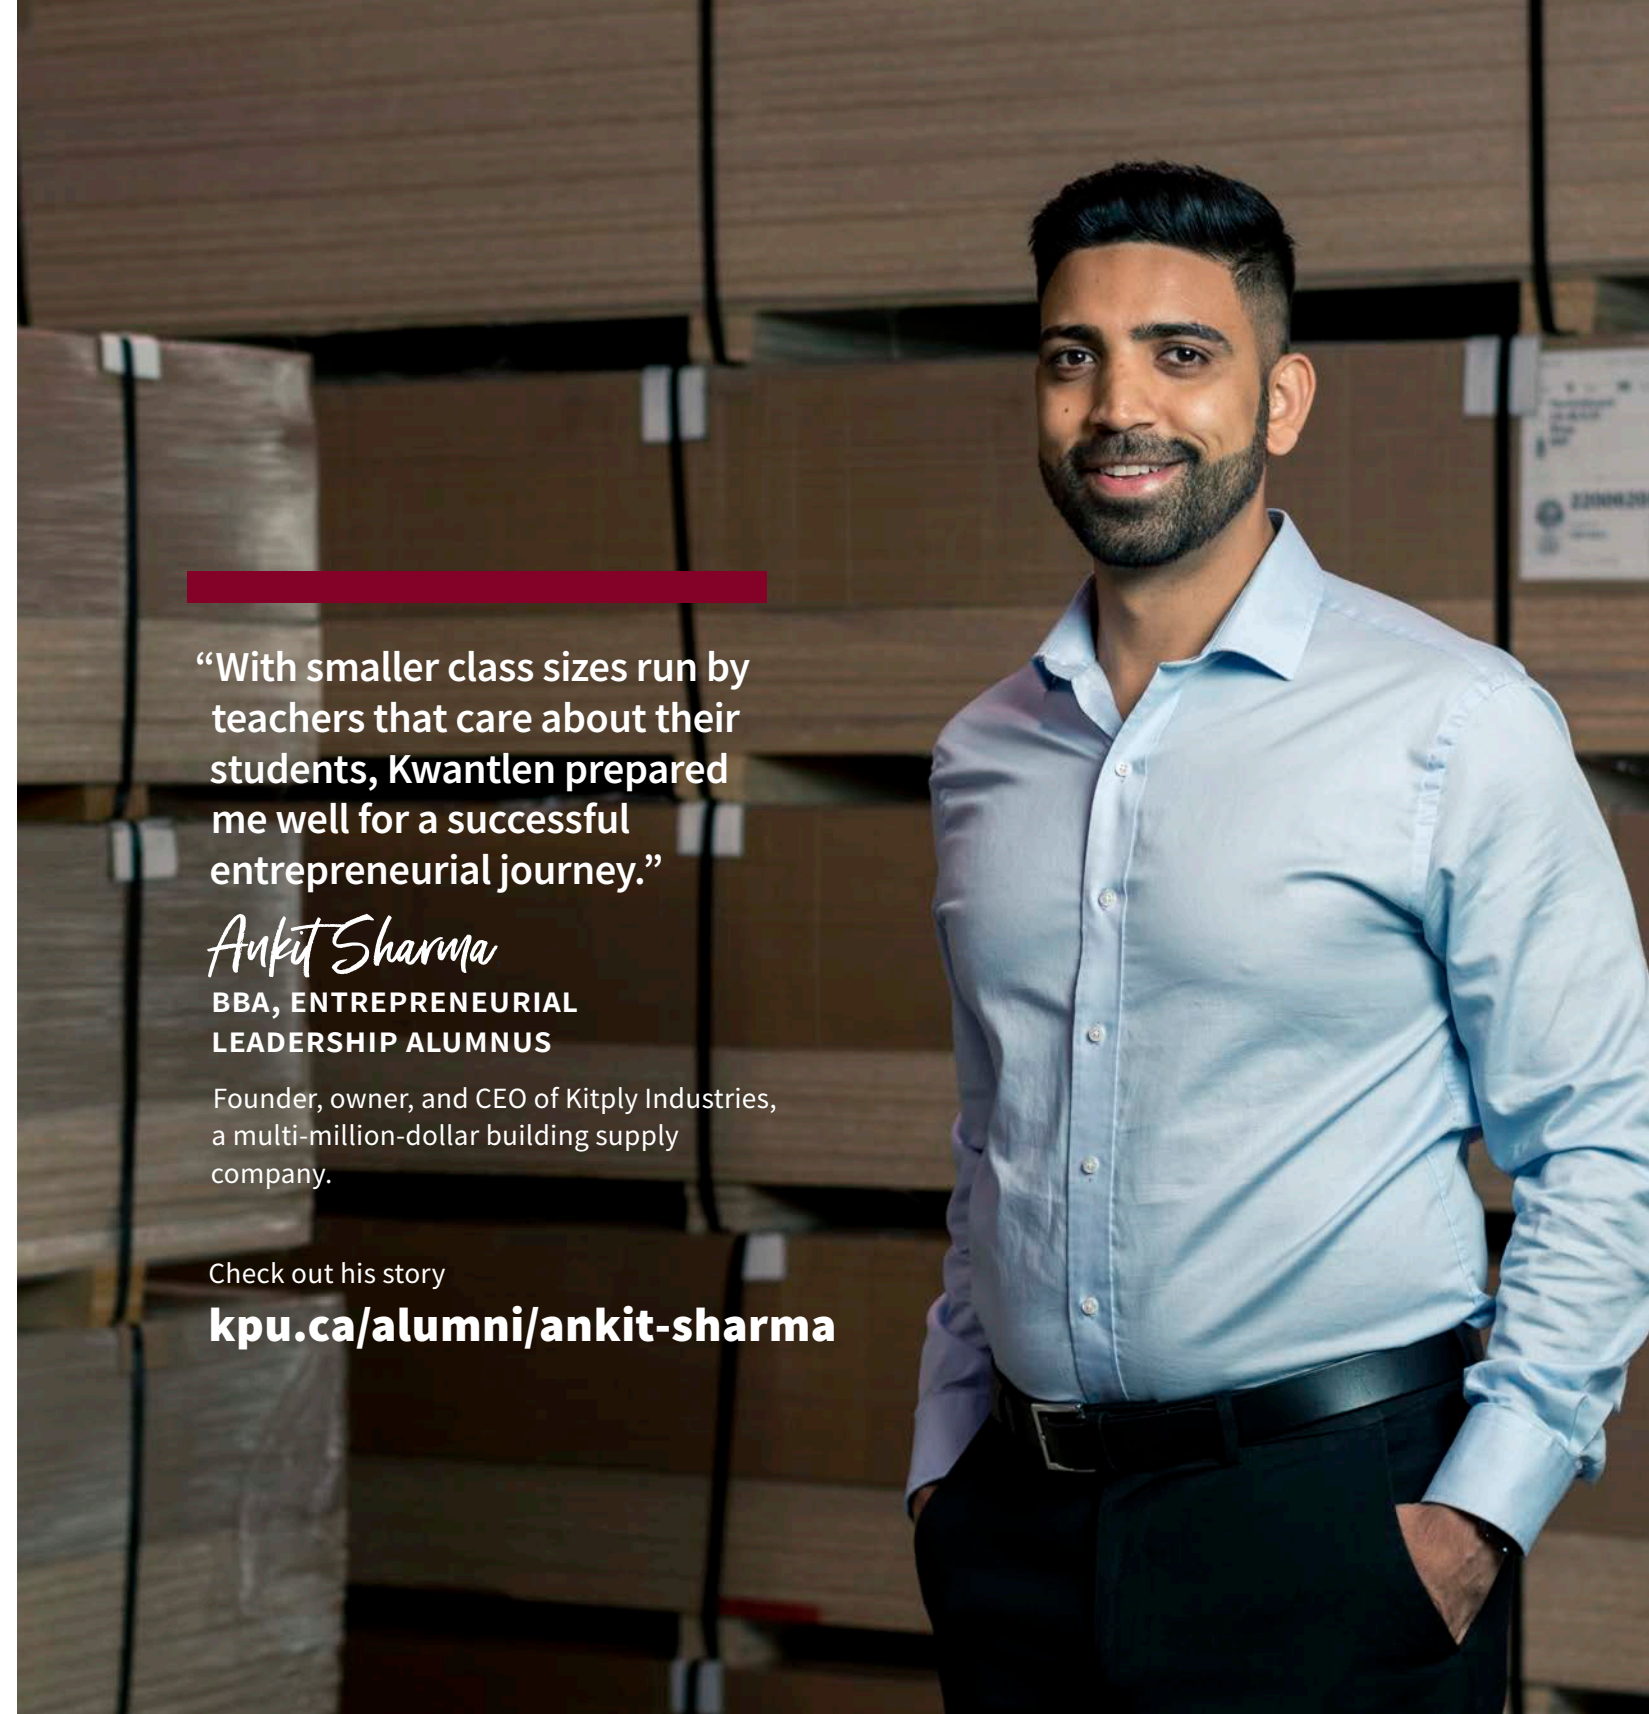 “With smaller class sizes run by
teachers that care about their
students, Kwantlen prepared
me well for a successful
entrepreneurial journey.”
Ankit Sharma
BBA, ENTREPRENEURIAL
LEADERSHIP ALUMNUS
Founder, owner, and CEO of Kitply Industries,
a multi-million-dollar building supply
company.
Check out his story
kpu.ca/alumni/ankit-sharma